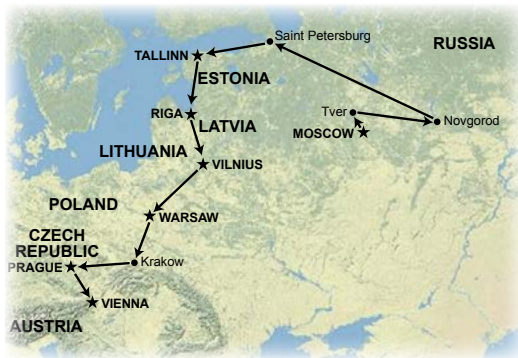 Saint Petersburg
RUSSIA
TALLINN
ESTONIA
Tver
Novgorod
RIGA
LATVIA
MOSCOW
LITHUANIA
VILNIUS
POLAND
WARSAW
CZECH
REPUBLIC
Krakow
PRAGUE
VIENNA
AUSTRIA